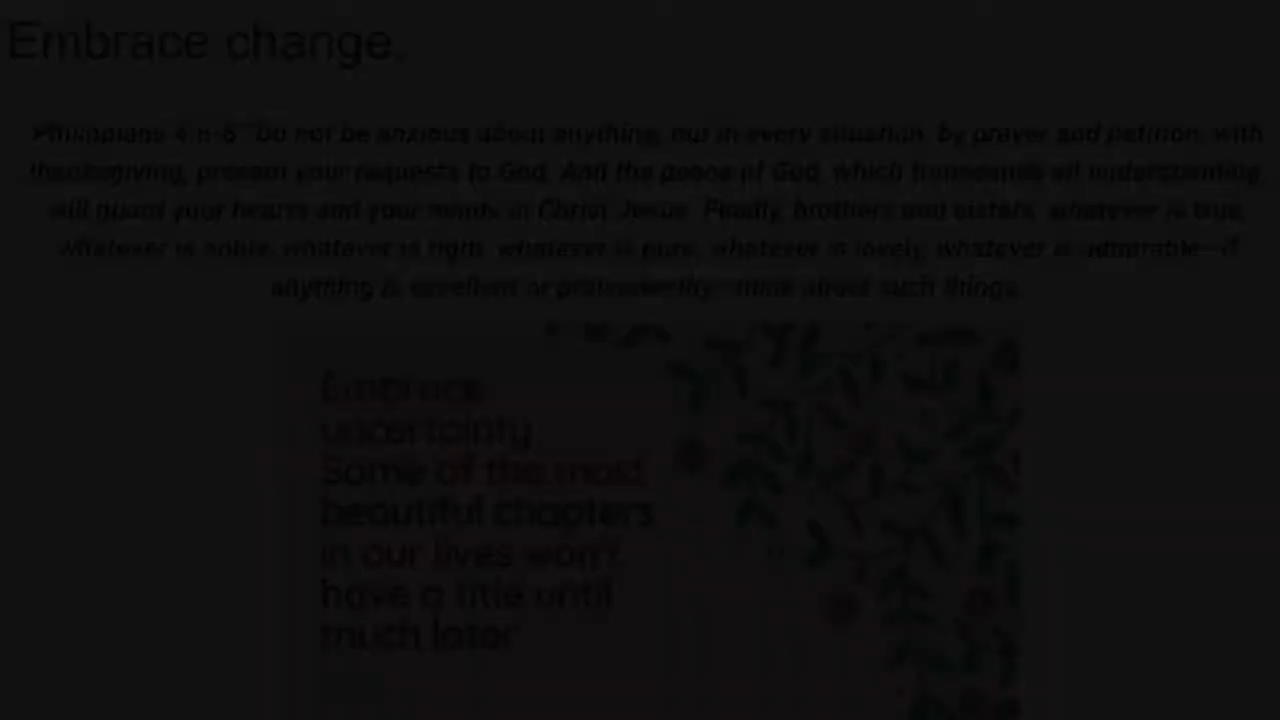 Embrace change.
Philippians 4:6-8 "Do not be anxious about anything, but in every situation, by prayer and petition, with
thanksgiving, present your requests to God. And the peace of God, which transcends all understanding,
will guard your hearts and your minds in Christ Jesus. Finally, brothers and sisters, whatever is true,
whatever is noble, whatever is right, whatever is pure, whatever is lovely, whatever is admirable—if
anything is excellent or praiseworthy—think about such things.
Embrace
uncertainty
Some of the most
beautiful chapters
in our lives won't
have a title until
much later